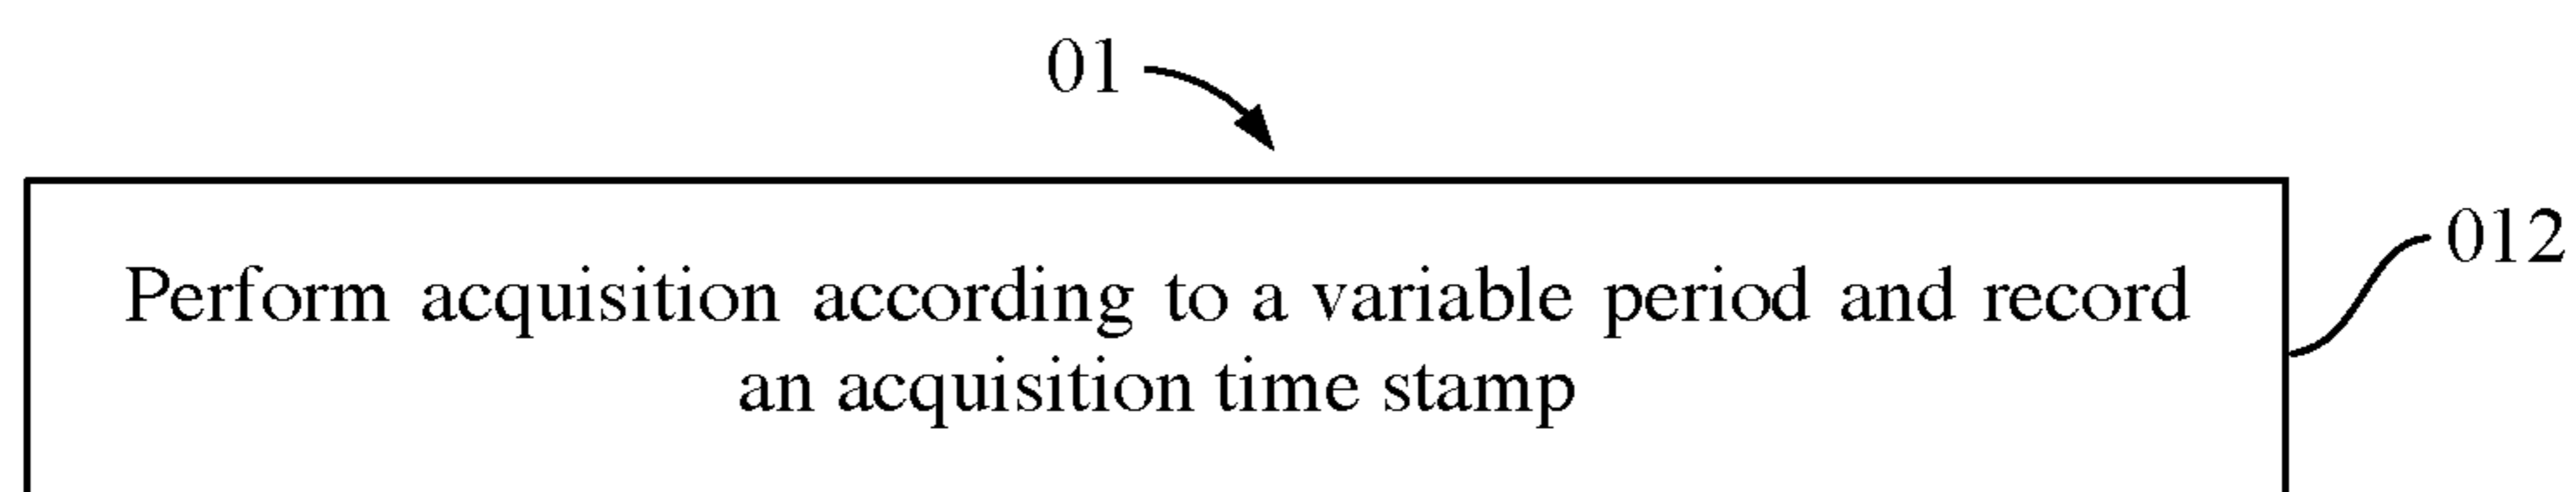 01
012
Perform acquisition according to a variable period and record
an acquisition time stamp